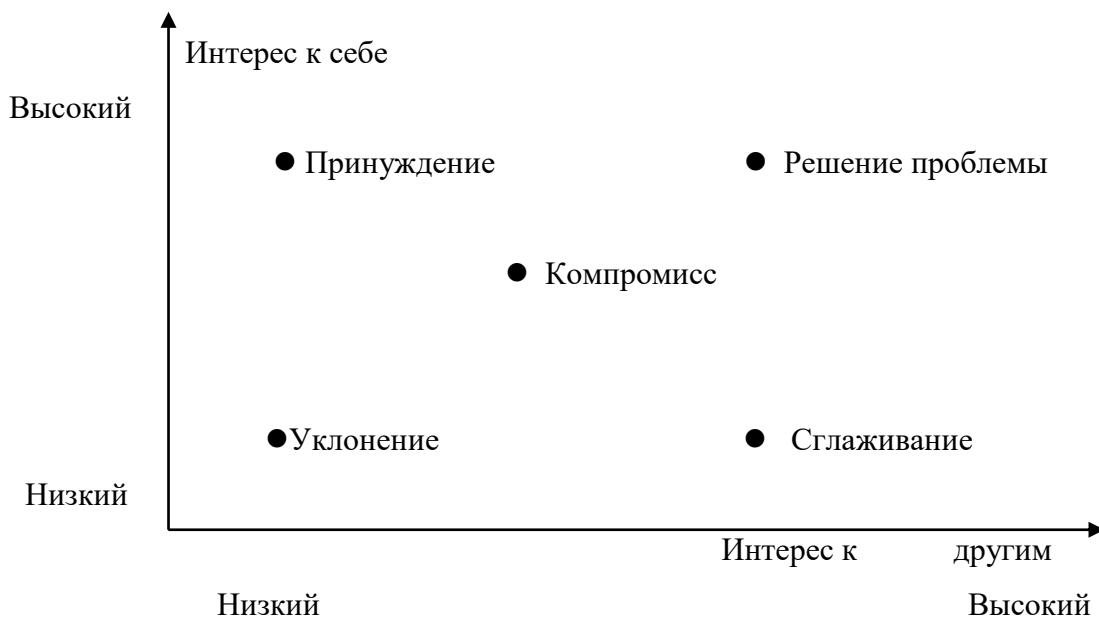 Интерес к себе
Высокий
Принуждение
Решение проблемы
Компромисс
Уклонение
Сглаживание
Низкий
Интерес к другим
Низкий
Высокий